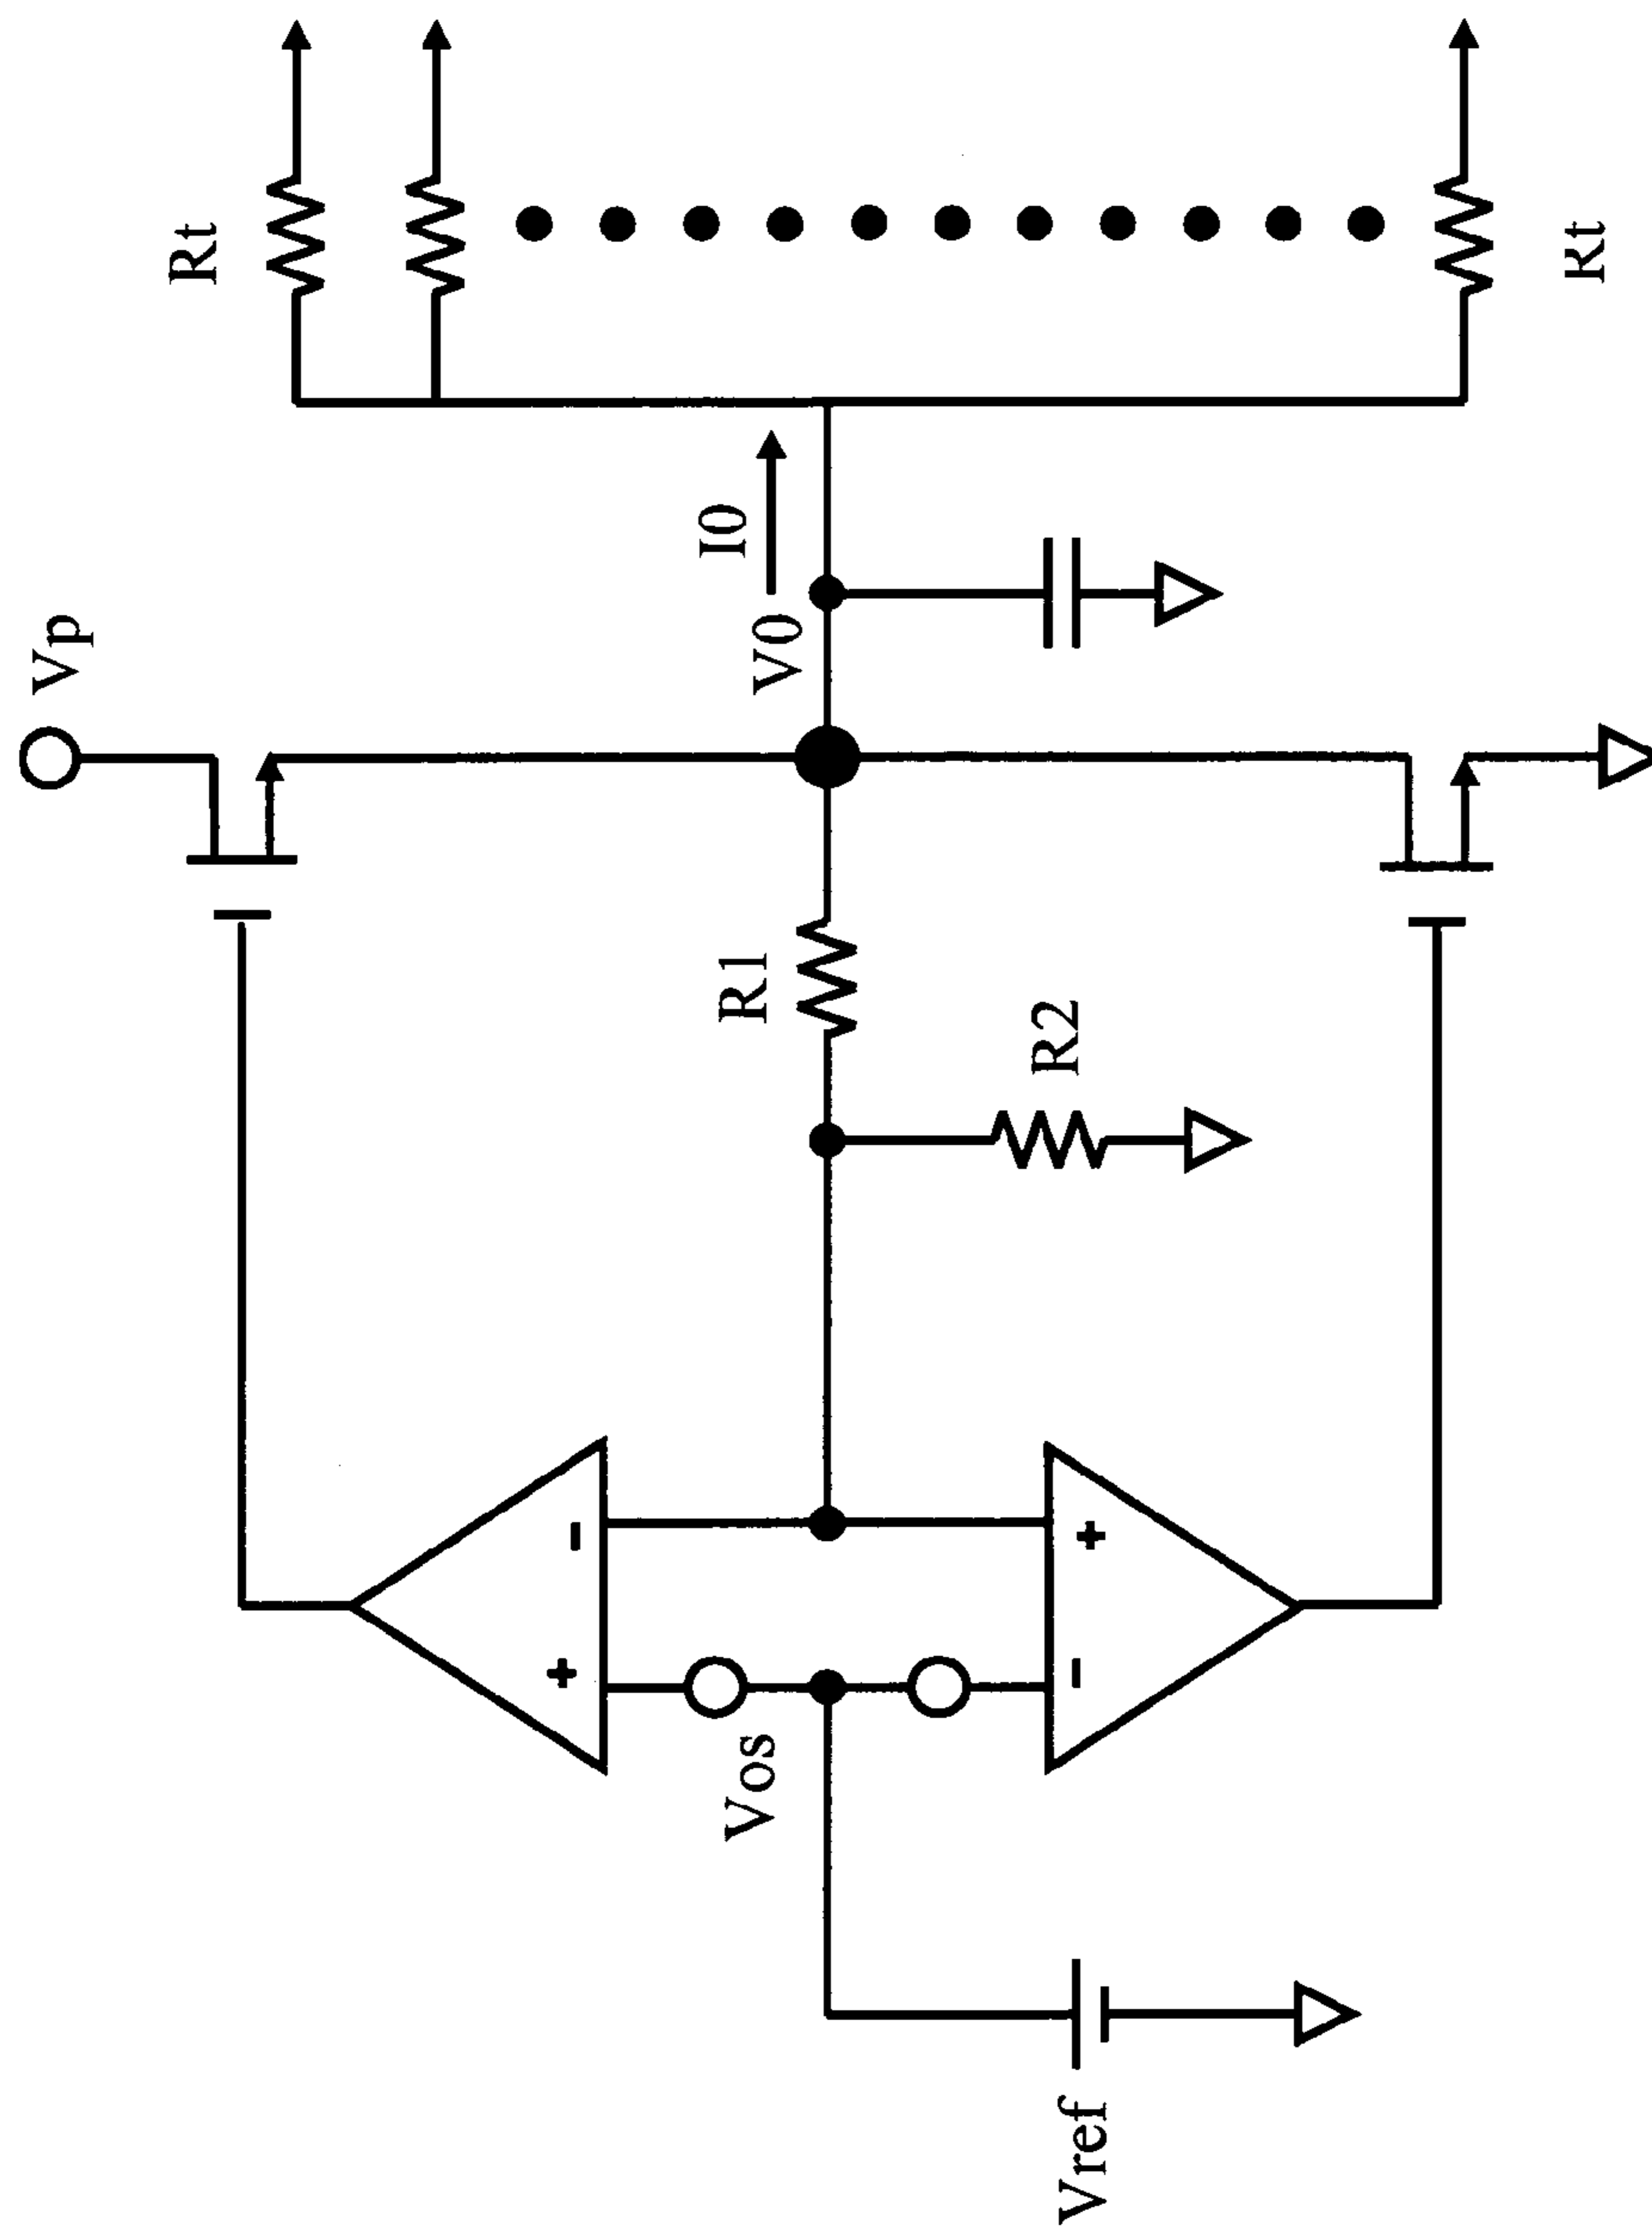 Vp
Rt
I0
V0
R1
R2
Rt
+
-
Vos
-
+
Vref